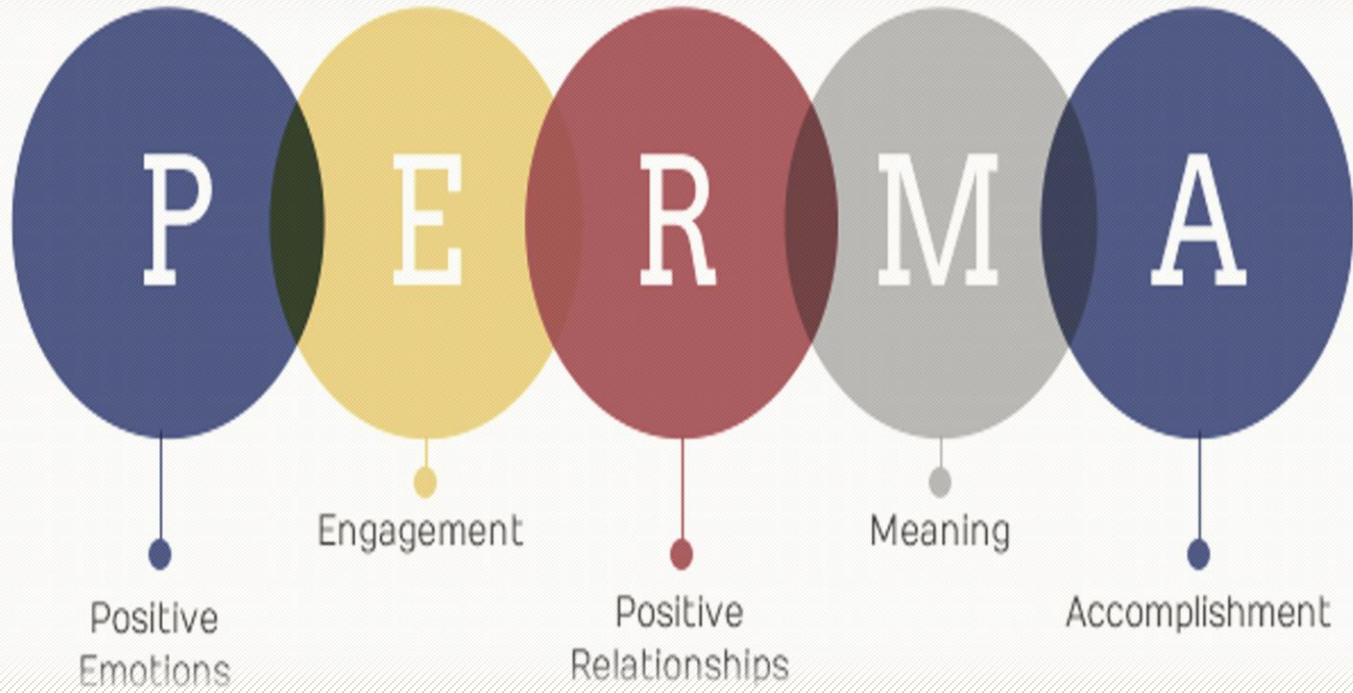 P E R M A
Engagement
Meaning
Positive
Emotions
Positive
Relationships
Accomplishment